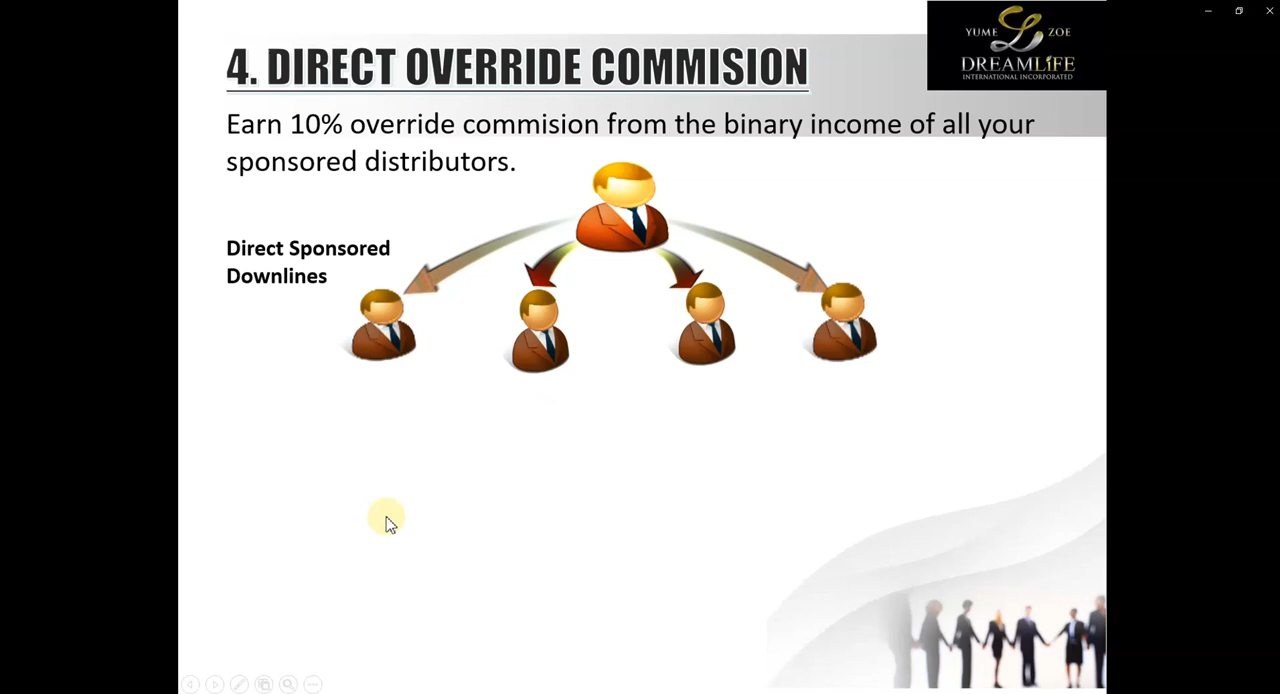 YUME ZOE
DREAMLIFE
INTERNATIONAL INCORPORATED
4. DIRECT OVERRIDE COMMISION
Earn 10% override commision from the binary income of all your
sponsored distributors.
Direct Sponsored
Downlines